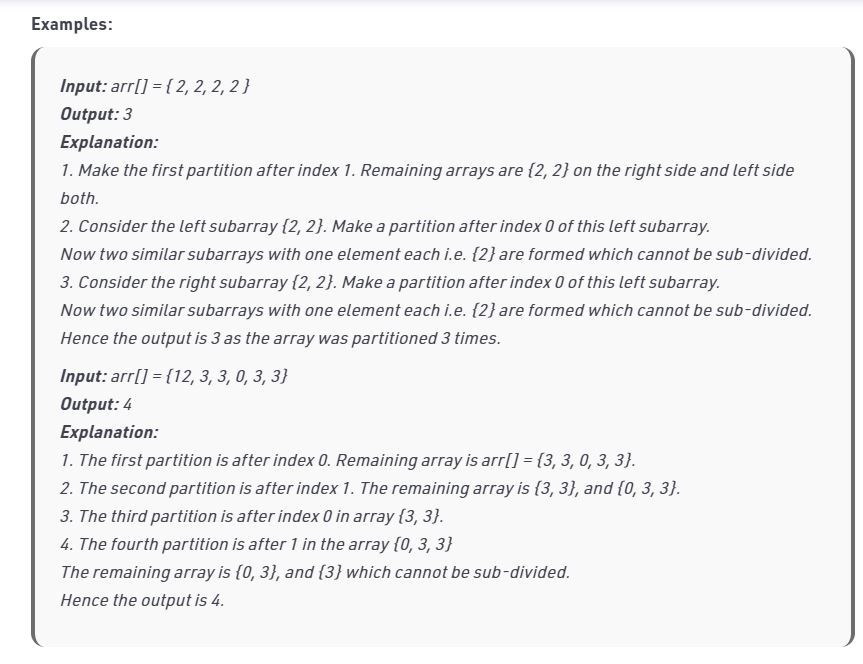 Examples:
Input: arr[] = { 2, 2, 2, 2 }
Output: 3
Explanation:
1. Make the first partition after index 1. Remaining arrays are {2, 2} on the right side and left side
both.
2. Consider the left subarray {2, 2}. Make a partition after index 0 of this left subarray.
Now two similar subarrays with one element each i.e. {2} are formed which cannot be sub-divided.
3. Consider the right subarray {2, 2}. Make a partition after index 0 of this left subarray.
Now two similar subarrays with one element each i.e. {2} are formed which cannot be sub-divided.
Hence the output is 3 as the array was partitioned 3 times.
Input: arr[] = {12, 3, 3, 0, 3, 3}
Output: 4
Explanation:
1. The first partition is after index 0. Remaining array is arr[] = {3, 3, 0, 3, 3}.
2. The second partition is after index 1. The remaining array is {3, 3}, and {0, 3, 3}.
3. The third partition is after index 0 in array {3, 3}.
4. The fourth partition is after 1 in the array {0, 3, 3}
The remaining array is {0, 3}, and {3} which cannot be sub-divided.
Hence the output is 4.